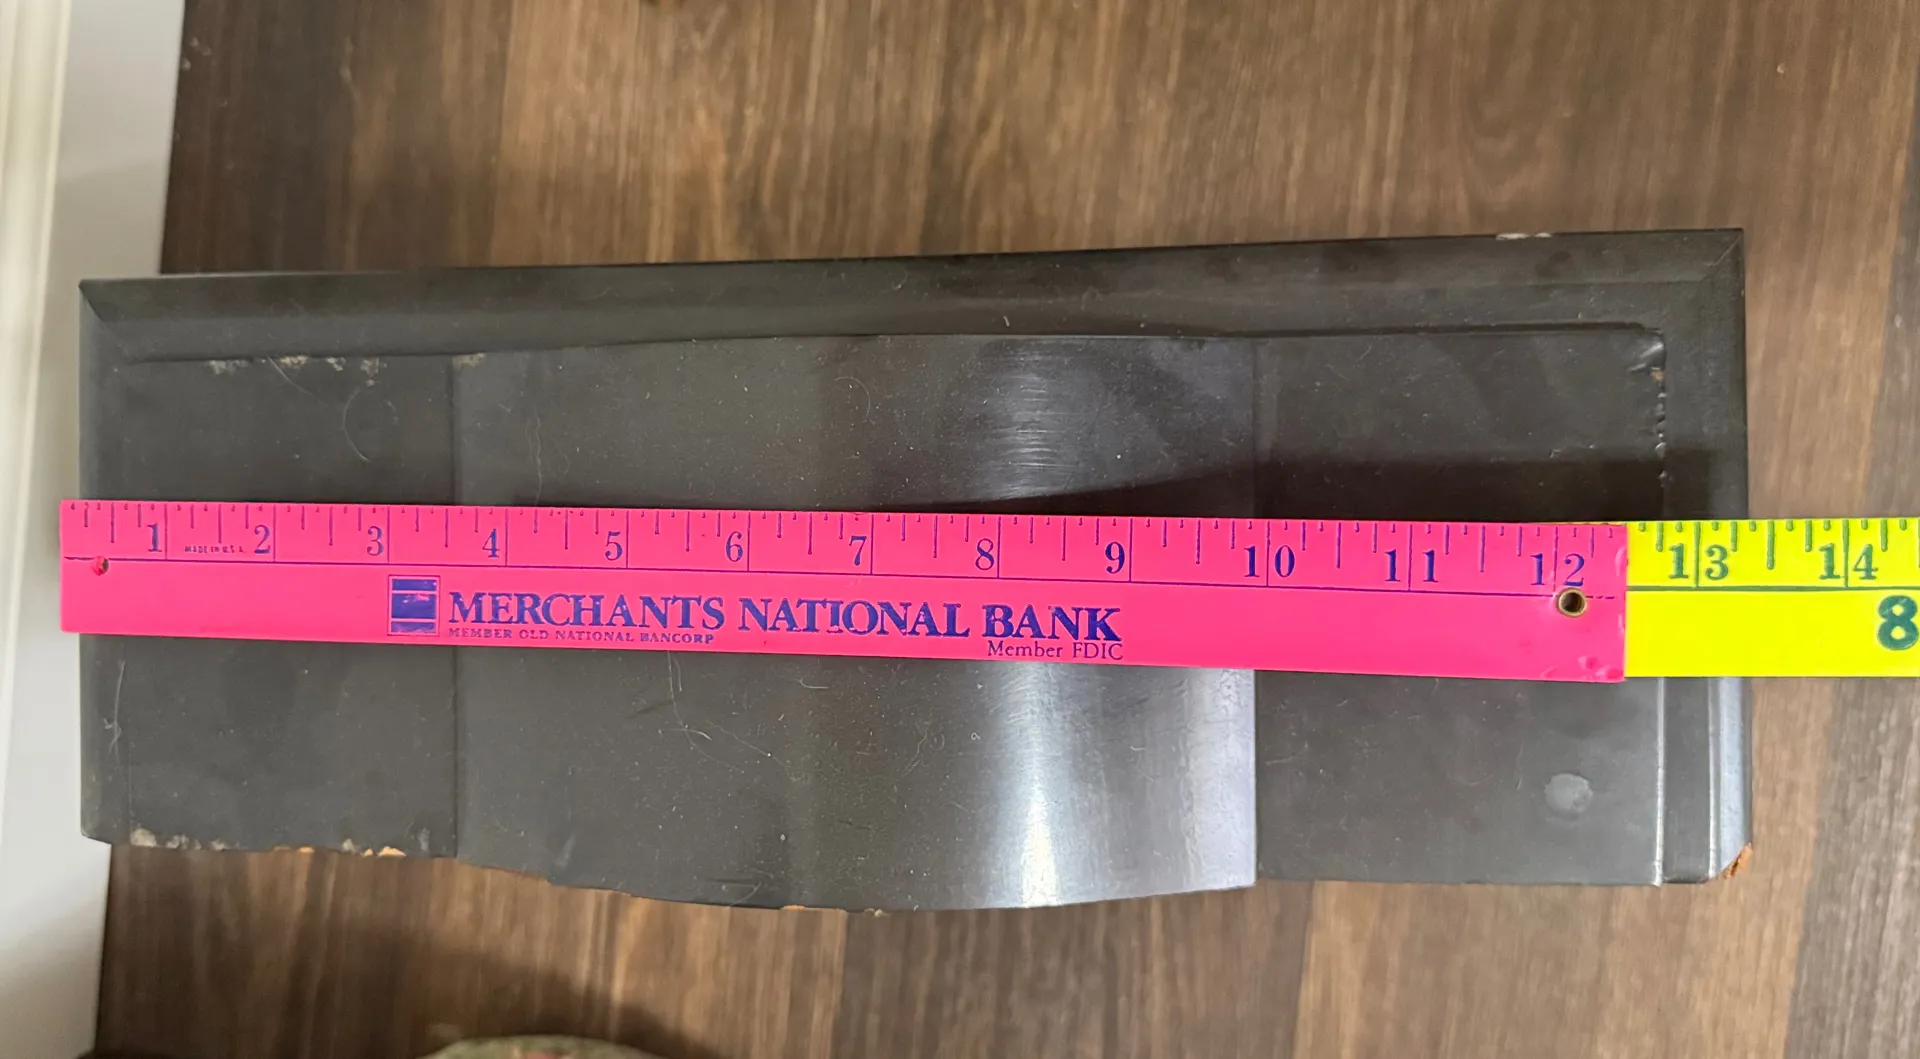 1 2 3 4 5 6 7 8 9 10 11 12 13 14
MADE IN U.S.A.
MERCHANTS NATIONAL BANK
MEMBER OLD NATIONAL BANCORP
Member FDIC
8